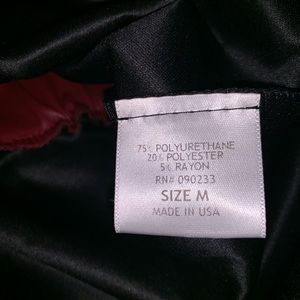 75% POLYURETHANE
20% POLYESTER
5% RAYON
RN# 090233
SIZE M
MADE IN USA